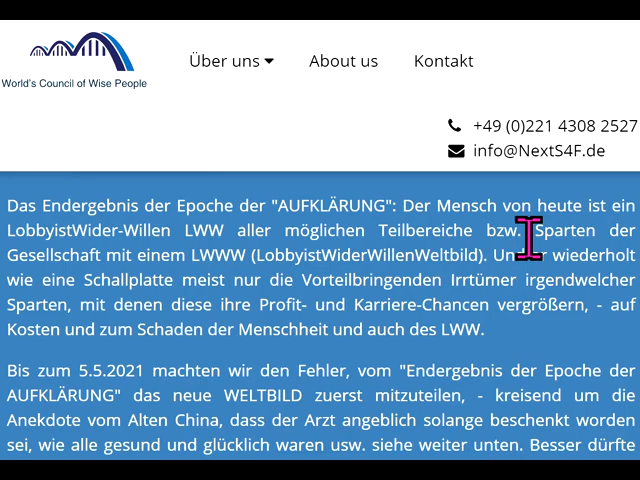 World's Council of Wise People
Über uns
About us
Kontakt
+49 (0)221 4308 2527
info@NextS4F.de
Das Endergebnis der Epoche der "AUFKLÄRUNG": Der Mensch von heute ist ein
LobbyistWider-Willen LWW aller möglichen Teilbereiche bzw. Sparten der
Gesellschaft mit einem LWWW (LobbyistWiderWillenWeltbild). Und er wiederholt
wie eine Schallplatte meist nur die Vorteilbringenden Irrtümer irgendwelcher
Sparten, mit denen diese ihre Profit- und Karriere-Chancen vergrößern, - auf
Kosten und zum Schaden der Menschheit und auch des LWW.
Bis zum 5.5.2021 machten wir den Fehler, vom "Endergebnis der Epoche der
AUFKLÄRUNG" das neue WELTBILD zuerst mitzuteilen, - kreisend um die
Anekdote vom Alten China, dass der Arzt angeblich solange beschenkt worden
sei, wie alle gesund und glücklich waren usw. siehe weiter unten. Besser dürfte